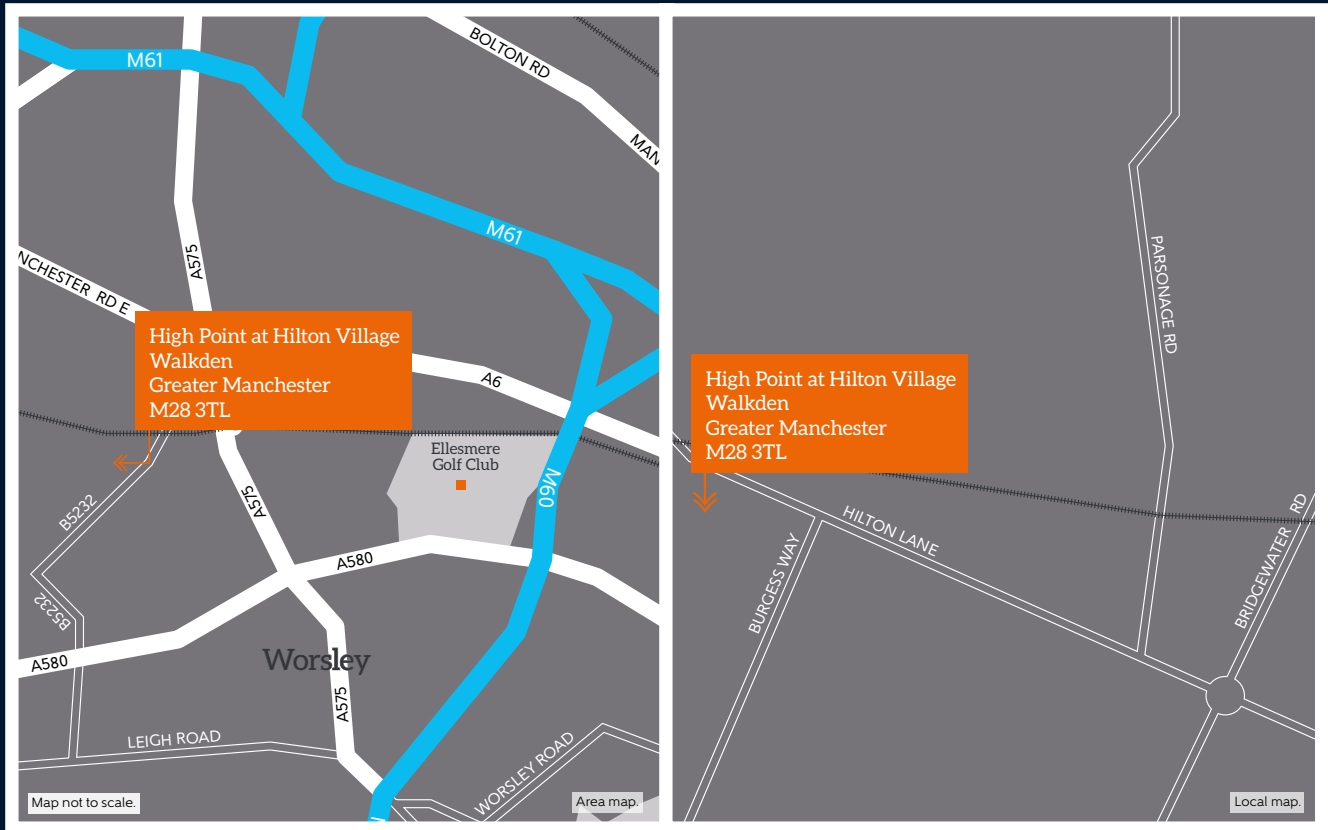 M61
BOLTON RD
MAN
M61
A575
NCHESTER RD E
High Point at Hilton Village
Walkden
Greater Manchester
M28 3TL
A6
Ellesmere
Golf Club
M60
B5232
A575
A580
B5232
A580
Worsley
A575
LEIGH ROAD
WORSLEY ROAD
Map not to scale.
Area map.
PARSONAGE RD
High Point at Hilton Village
Walkden
Greater Manchester
M28 3TL
HILTON LANE
BURGESS WAY
BRIDGEWATER RD
Local map.